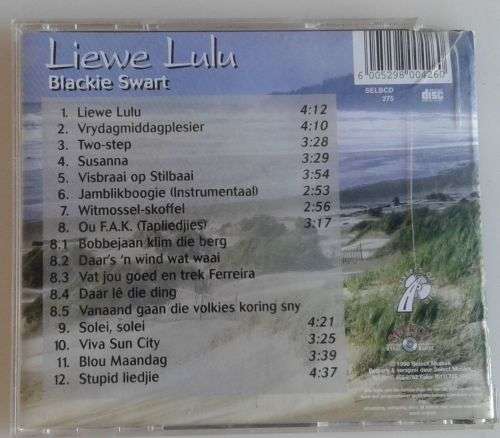 Liewe Lulu
Blackie Swart
6 005298 004260
SELBCD
275
disc
1. Liewe Lulu 4:12
2. Vrydagmiddagplesier 4:10
3. Two-step 3:28
4. Susanna 3:29
5. Visbraai op Stilbaai 3:54
6. Jamblikboogie (Instrumentaal) 2:53
7. Witmossel-skoffel 2:56
8. Ou F.A.K. (Tapliedjies) 3:17
8.1 Bobbejaan klim die berg
8.2 Daar's 'n wind wat waai
8.3 Vat jou goed en trek Ferreira
8.4 Daar lê die ding
8.5 Vanaand gaan die volkies koring sny
9. Solei, solei 4:21
10. Viva Sun City 3:25
11. Blou Maandag 3:39
12. Stupid liedjie 4:37